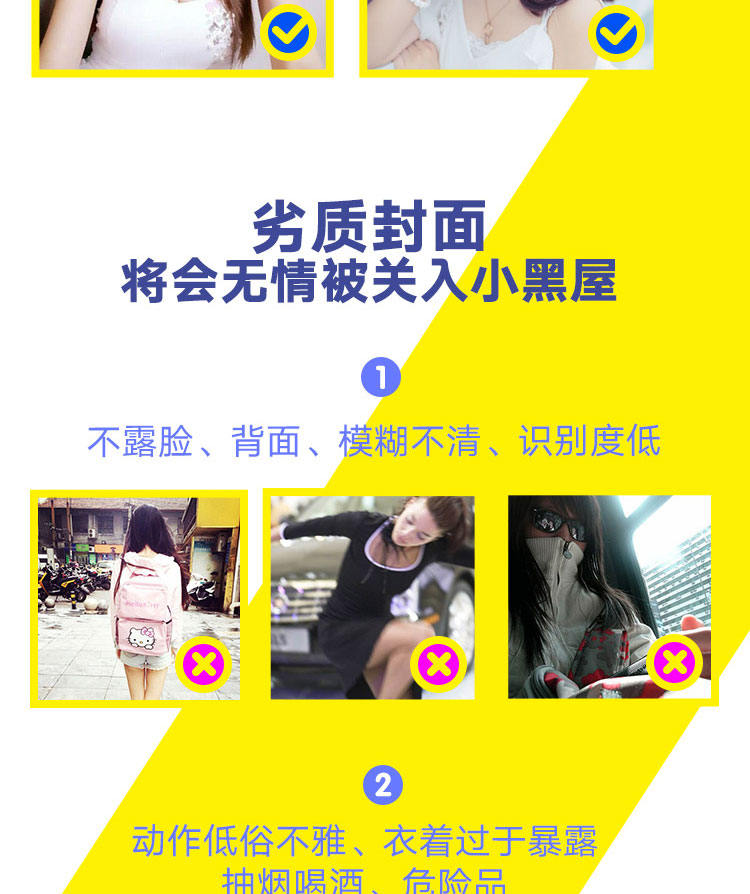 劣质封面
将会无情被关入小黑屋
1
不露脸、背面、模糊不清、识别度低
2
动作低俗不雅、衣着过于暴露
抽烟喝酒、危险品